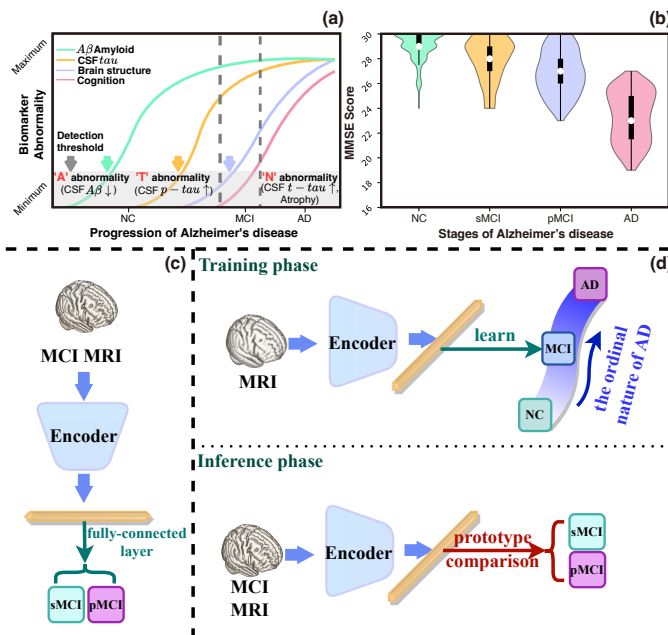 (a)
Maximum
Aβ Amyloid
CSF tau
Brain structure
Cognition
Biomarker
Abnormality
Detection
threshold
'A' abnormality
(CSF Aβ ↓)
'T' abnormality
(CSF p − tau ↑)
'N' abnormality
(CSF t − tau ↑,
Atrophy)
Minimum
NC
MCI
AD
Progression of Alzheimer's disease
(b)
MMSE Score
30
28
26
24
22
20
18
16
NC
sMCI
pMCI
AD
Stages of Alzheimer's disease
(c)
MCI MRI
Encoder
fully-connected
layer
sMCI
pMCI
Training phase
(d)
MRI
Encoder
learn
AD
MCI
NC
the ordinal
nature of AD
Inference phase
MCI
MRI
Encoder
prototype
comparison
sMCI
pMCI